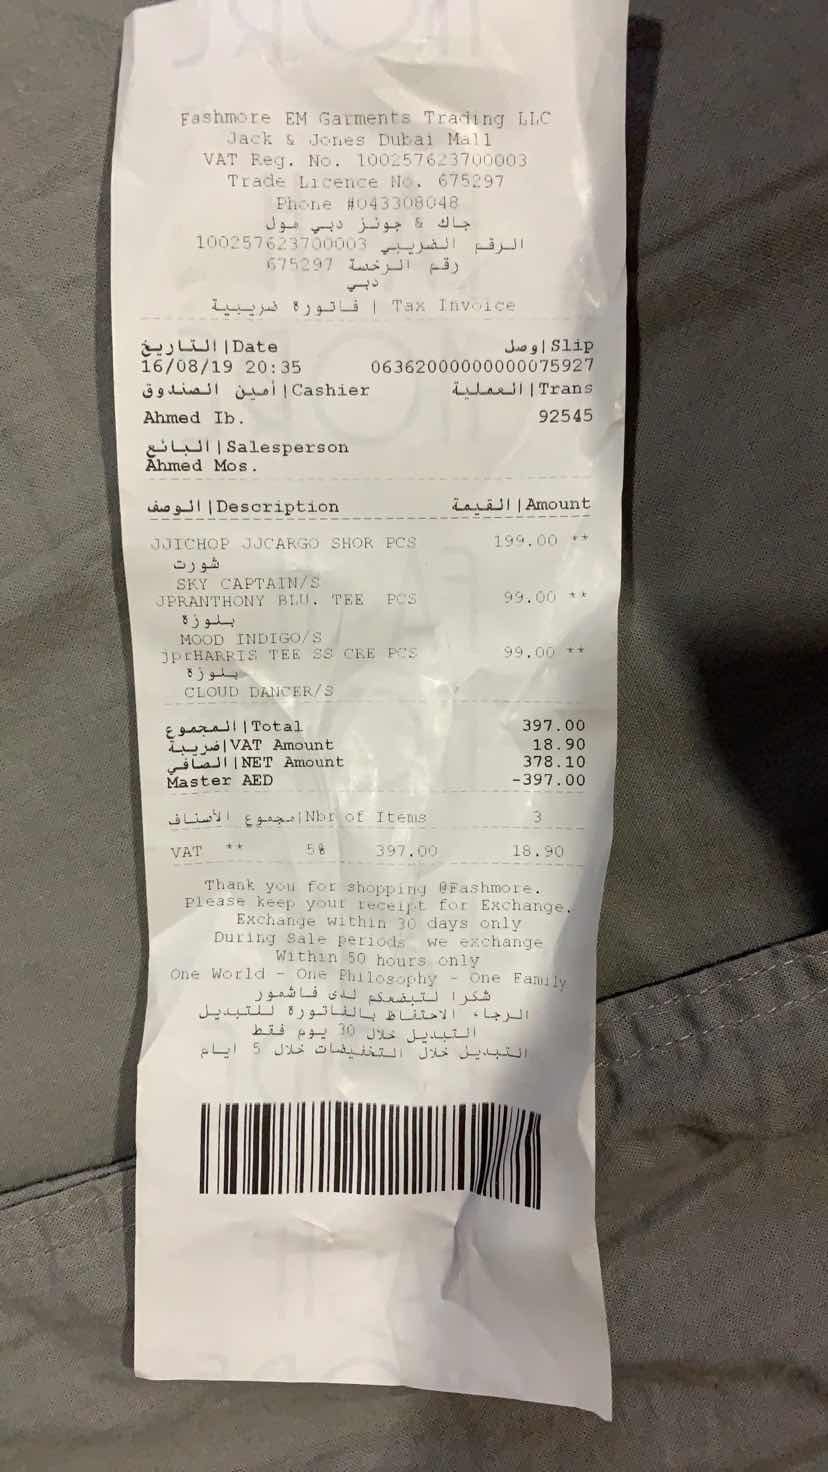 Fashmore EM Garments Trading LLC
Jack & Jones Dubai Mall
VAT Reg. No. 100257623700003
Trade Licence No. 675297
Phone #043308048
جاك & جونز دبي مول
الرقم الضريبي 100257623700003
رقم الرخسة 675297
دبي
فاتورة ضريبية | Tax Invoice
التاريخ|Date وصل|Slip
16/08/19 20:35 06362000000000075927
أمين الصندوق|Cashier العملية|Trans
Ahmed Ib. 92545
البائع|Salesperson
Ahmed Mos.
الوصف|Description القيمة|Amount
JJICHOP JJCARGO SHOR PCS 199.00 **
شورت
SKY CAPTAIN/S
JPRANTHONY BLU. TEE PCS 99.00 **
بلوزة
MOOD INDIGO/S
jprHARRIS TEE SS CRE PCS 99.00 **
بلوزة
CLOUD DANCER/S
المجموع|Total 397.00
ضريبة|VAT Amount 18.90
الصافي|NET Amount 378.10
Master AED -397.00
مجموع الأصناف|Nbr of Items 3
VAT ** 5% 397.00 18.90
Thank you for shopping @Fashmore.
Please keep your receipt for Exchange.
Exchange within 30 days only
During Sale periods we exchange
Within 50 hours only
One World - One Philosophy - One Family
شكرا لتبضعكم لدى فاشمور
الرجاء الاحتفاظ بالفاتورة للتبديل
التبديل خلال 30 يوم فقط
التبديل خلال التخفيضات خلال 5 ايام